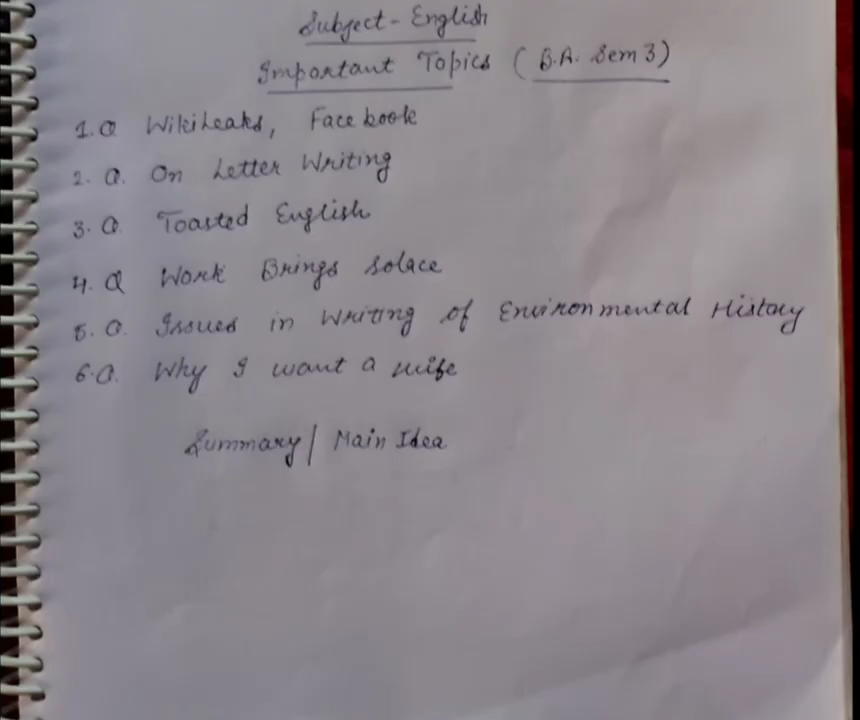 Subject - English
Important Topics ( B.A. Sem 3)
1. Q WikiLeaks, Facebook
2. Q. On Letter Writing
3. Q. Toasted English
4. Q Work Brings Solace
5. Q. Issues in Writing of Environmental History
6. Q. Why I want a wife
Summary/ Main Idea